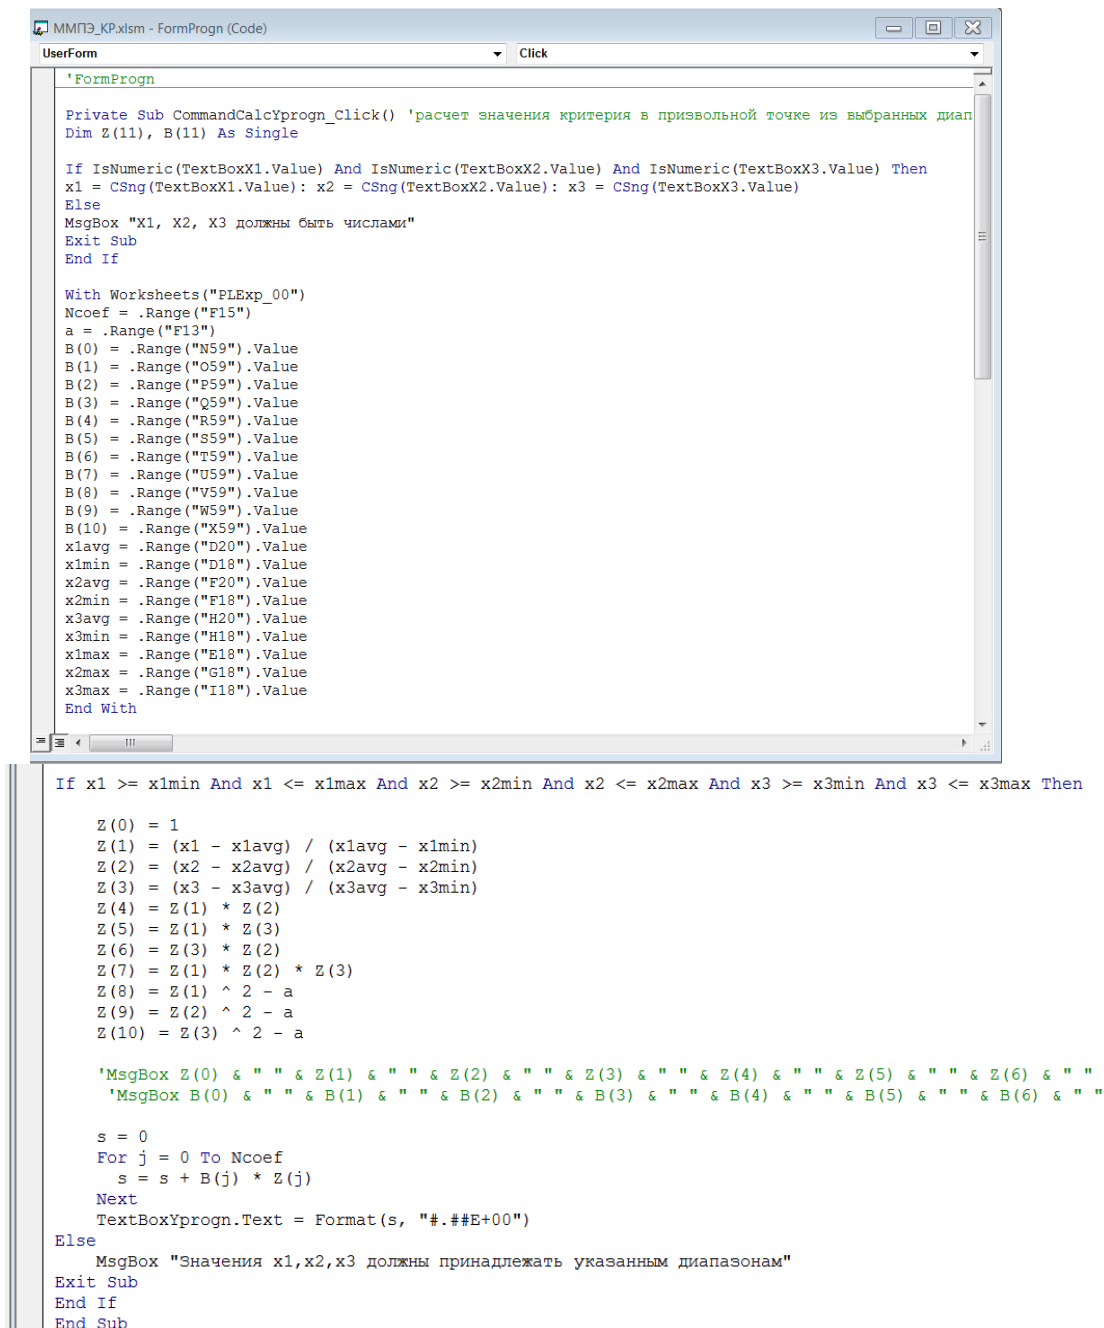 ММПЭ_КР.xlsm - FormProgn (Code)
UserForm Click
'FormProgn
Private Sub CommandCalcYprogn_Click() 'расчет значения критерия в призвольной точке из выбранных диап
Dim Z(11), B(11) As Single
If IsNumeric(TextBoxX1.Value) And IsNumeric(TextBoxX2.Value) And IsNumeric(TextBoxX3.Value) Then
x1 = CSng(TextBoxX1.Value): x2 = CSng(TextBoxX2.Value): x3 = CSng(TextBoxX3.Value)
Else
MsgBox "X1, X2, X3 должны быть числами"
Exit Sub
End If
With Worksheets("PLExp_00")
Ncoef = .Range("F15")
a = .Range("F13")
B(0) = .Range("N59").Value
B(1) = .Range("O59").Value
B(2) = .Range("P59").Value
B(3) = .Range("Q59").Value
B(4) = .Range("R59").Value
B(5) = .Range("S59").Value
B(6) = .Range("T59").Value
B(7) = .Range("U59").Value
B(8) = .Range("V59").Value
B(9) = .Range("W59").Value
B(10) = .Range("X59").Value
x1avg = .Range("D20").Value
x1min = .Range("D18").Value
x2avg = .Range("F20").Value
x2min = .Range("F18").Value
x3avg = .Range("H20").Value
x3min = .Range("H18").Value
x1max = .Range("E18").Value
x2max = .Range("G18").Value
x3max = .Range("I18").Value
End With
If x1 >= x1min And x1 <= x1max And x2 >= x2min And x2 <= x2max And x3 >= x3min And x3 <= x3max Then
Z(0) = 1
Z(1) = (x1 - x1avg) / (x1avg - x1min)
Z(2) = (x2 - x2avg) / (x2avg - x2min)
Z(3) = (x3 - x3avg) / (x3avg - x3min)
Z(4) = Z(1) * Z(2)
Z(5) = Z(1) * Z(3)
Z(6) = Z(3) * Z(2)
Z(7) = Z(1) * Z(2) * Z(3)
Z(8) = Z(1) ^ 2 - a
Z(9) = Z(2) ^ 2 - a
Z(10) = Z(3) ^ 2 - a
'MsgBox Z(0) & " " & Z(1) & " " & Z(2) & " " & Z(3) & " " & Z(4) & " " & Z(5) & " " & Z(6) & " "
'MsgBox B(0) & " " & B(1) & " " & B(2) & " " & B(3) & " " & B(4) & " " & B(5) & " " & B(6) & " "
s = 0
For j = 0 To Ncoef
s = s + B(j) * Z(j)
Next
TextBoxYprogn.Text = Format(s, "#.##E+00")
Else
MsgBox "Значения x1,x2,x3 должны принадлежать указанным диапазонам"
Exit Sub
End If
End Sub